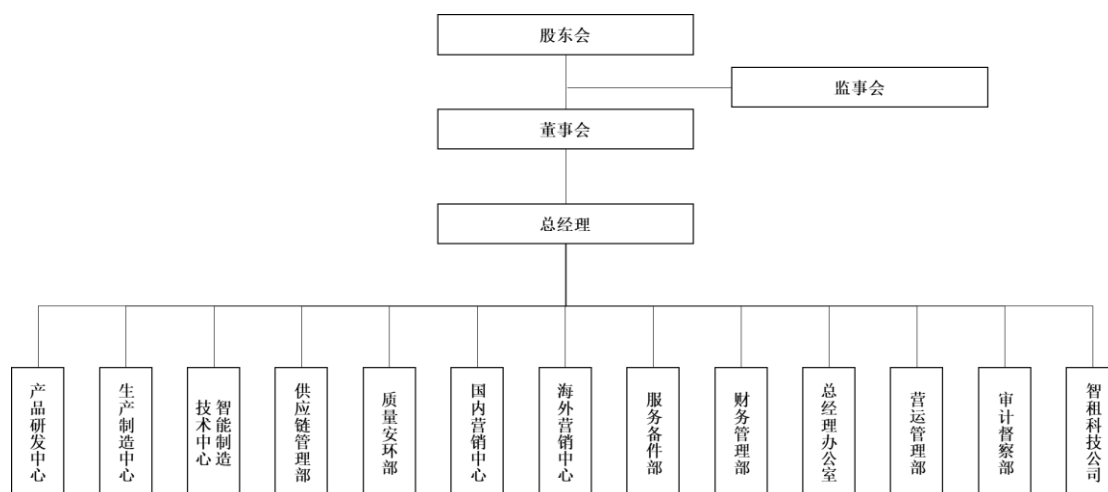 股东会
监事会
董事会
总经理
产品研发中心
生产制造中心
智能制造
技术中心
供应链管理部
质量安环部
国内营销中心
海外营销中心
服务备件部
财务管理部
总经理办公室
营运管理部
审计督察部
智租科技公司